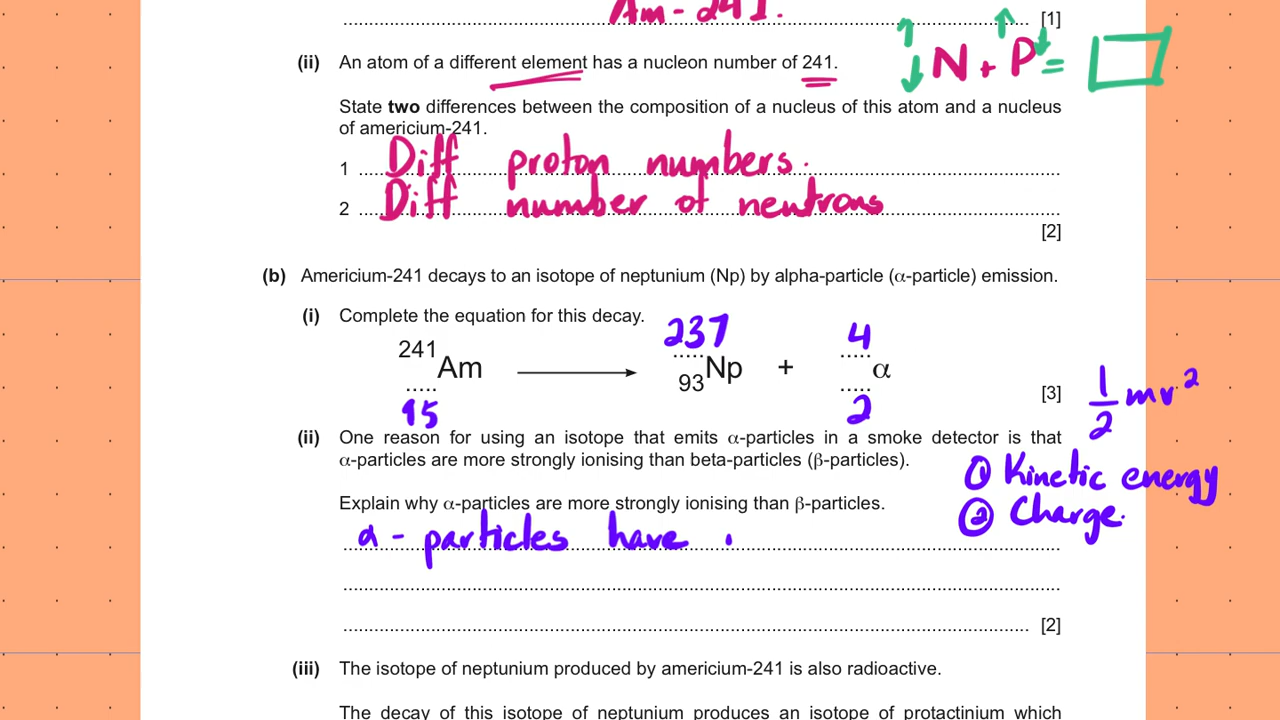 Am-241.
[1]
(ii) An atom of a different element has a nucleon number of 241.
N + P =
State two differences between the composition of a nucleus of this atom and a nucleus
of americium-241.
1 Diff proton numbers.
2 Diff number of neutrons
[2]
(b) Americium-241 decays to an isotope of neptunium (Np) by alpha-particle (α-particle) emission.
(i) Complete the equation for this decay.
237 4
241 Am → 93 Np + α
95 2
[3]
1/2 mv²
(ii) One reason for using an isotope that emits α-particles in a smoke detector is that
α-particles are more strongly ionising than beta-particles (β-particles).
① Kinetic energy
Explain why α-particles are more strongly ionising than β-particles.
② Charge.
α - particles have
[2]
(iii) The isotope of neptunium produced by americium-241 is also radioactive.
The decay of this isotope of neptunium produces an isotope of protactinium which